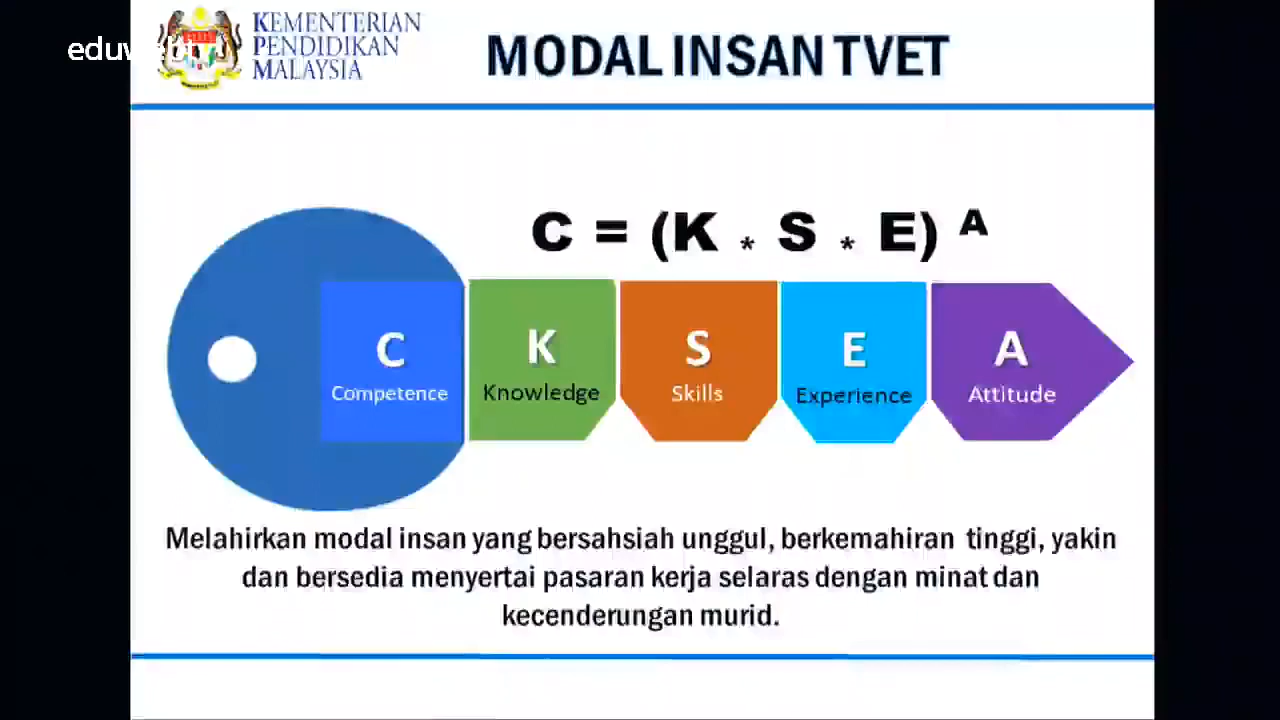 eduwebtv
KEMENTERIAN
PENDIDIKAN
MALAYSIA
MODAL INSAN TVET
C = (K * S * E) ᴬ
C
Competence
K
Knowledge
S
Skills
E
Experience
A
Attitude
Melahirkan modal insan yang bersahsiah unggul, berkemahiran tinggi, yakin
dan bersedia menyertai pasaran kerja selaras dengan minat dan
kecenderungan murid.